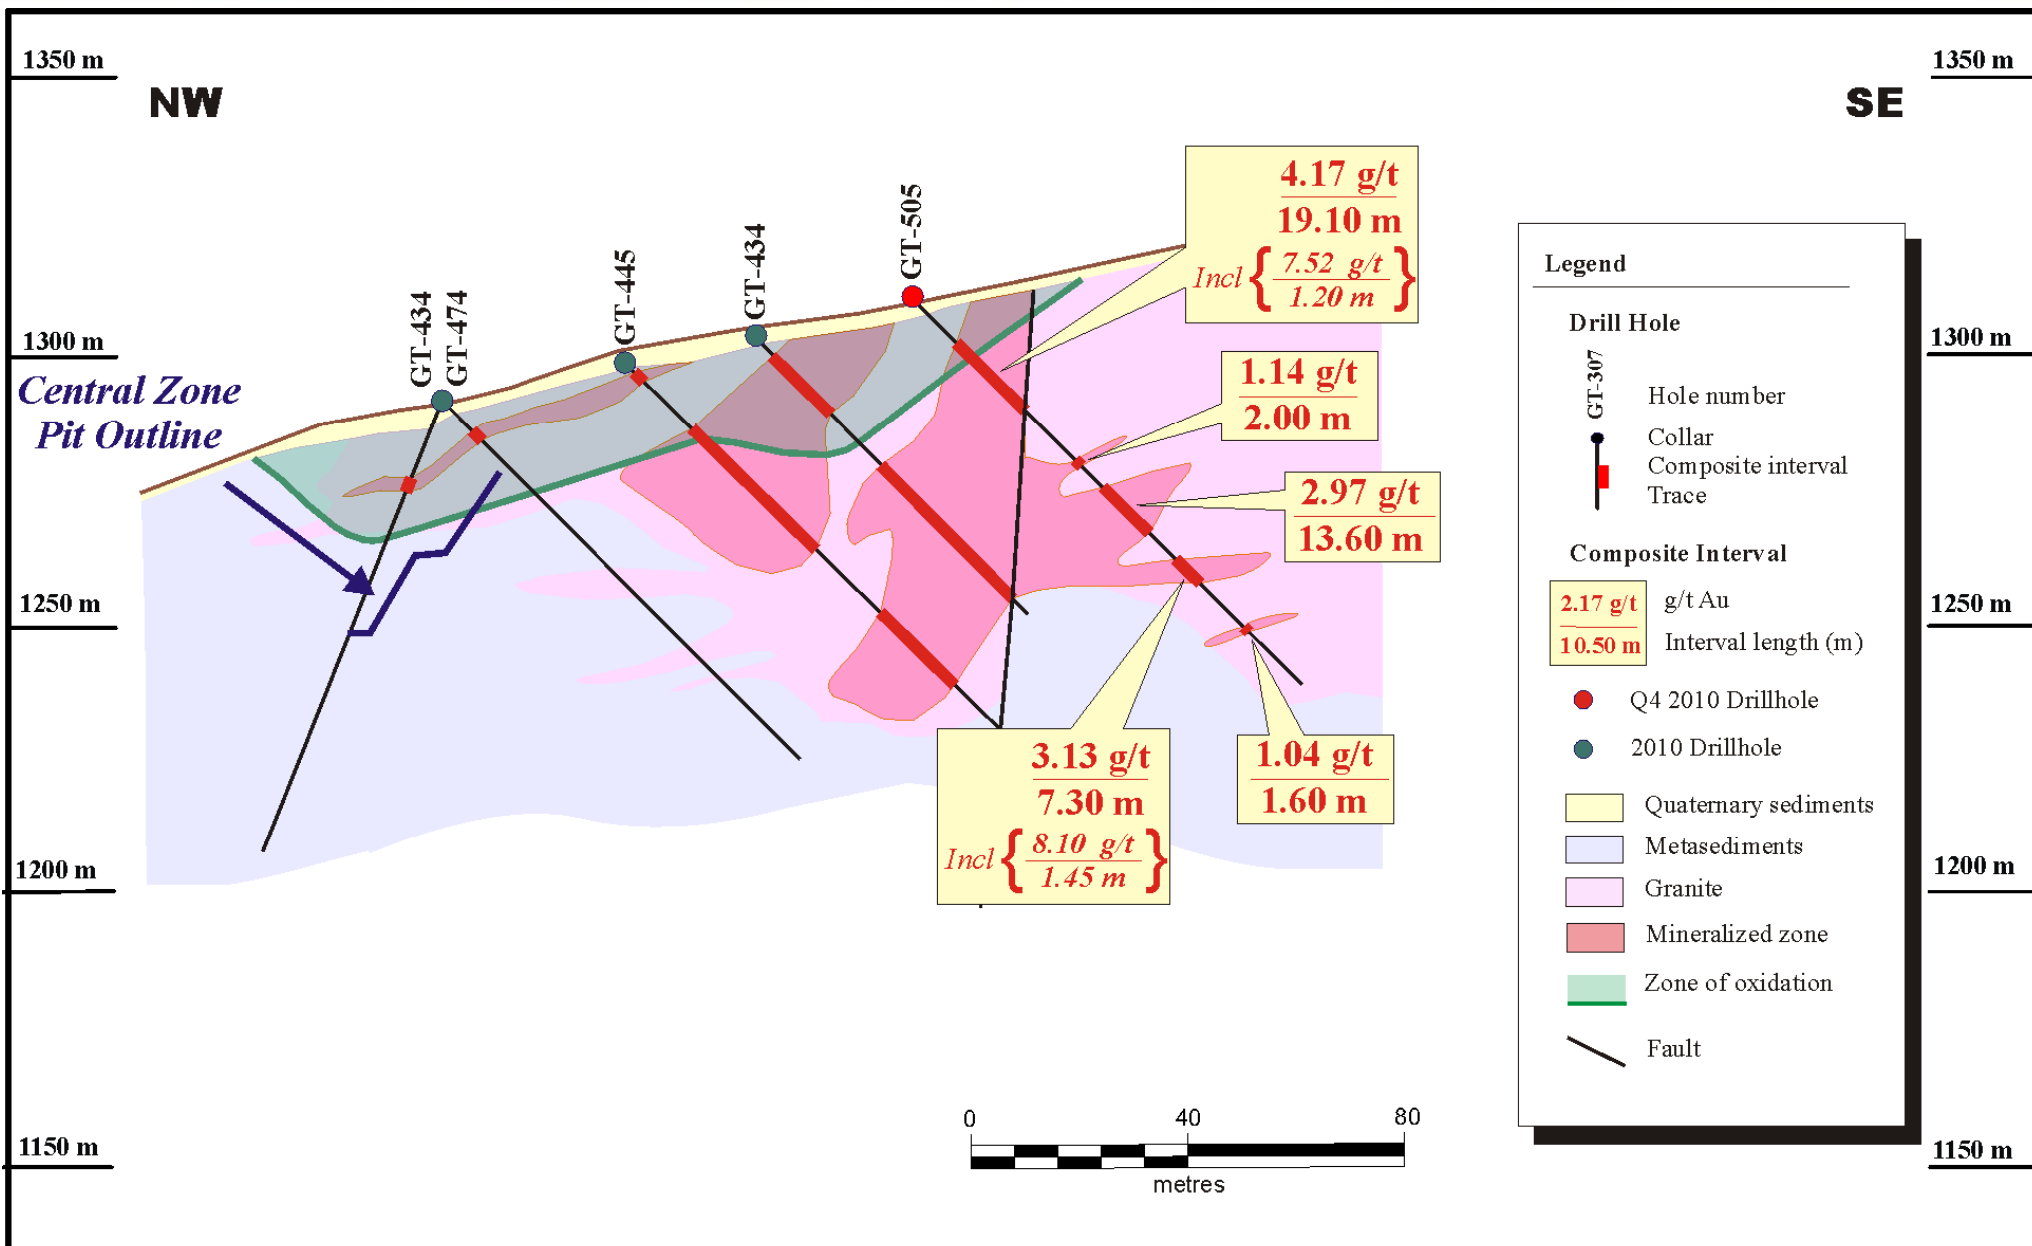 1350 m
1350 m
NW
SE
4.17 g/t
19.10 m
Incl { 7.52 g/t
1.20 m }
GT-505
GT-434
GT-445
GT-434
GT-474
1300 m
1300 m
Central Zone
Pit Outline
1.14 g/t
2.00 m
2.97 g/t
13.60 m
1250 m
1250 m
3.13 g/t
7.30 m
Incl { 8.10 g/t
1.45 m }
1.04 g/t
1.60 m
1200 m
1200 m
1150 m
1150 m
0 40 80
metres
Legend
Drill Hole
GT-307
Hole number
Collar
Composite interval
Trace
Composite Interval
2.17 g/t
10.50 m
g/t Au
Interval length (m)
Q4 2010 Drillhole
2010 Drillhole
Quaternary sediments
Metasediments
Granite
Mineralized zone
Zone of oxidation
Fault